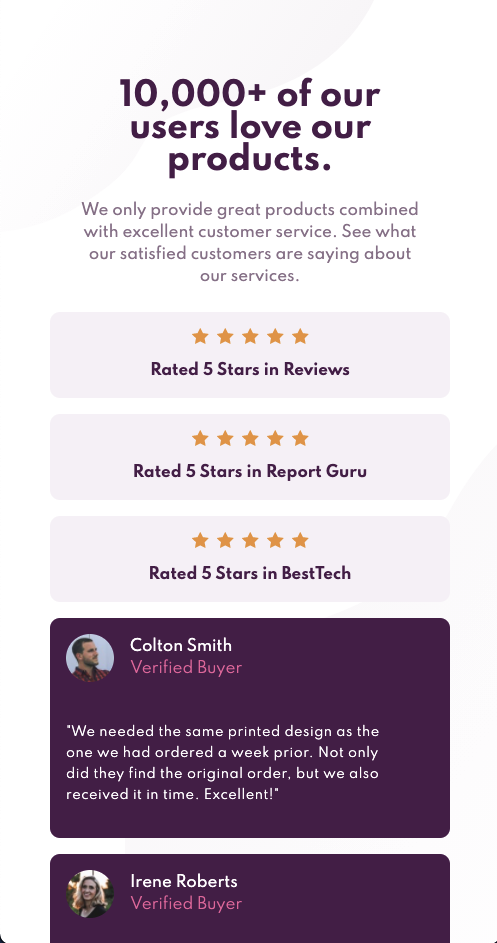 10,000+ of our
users love our
products.
We only provide great products combined
with excellent customer service. See what
our satisfied customers are saying about
our services.
Rated 5 Stars in Reviews
Rated 5 Stars in Report Guru
Rated 5 Stars in BestTech
Colton Smith
Verified Buyer
"We needed the same printed design as the
one we had ordered a week prior. Not only
did they find the original order, but we also
received it in time. Excellent!"
Irene Roberts
Verified Buyer